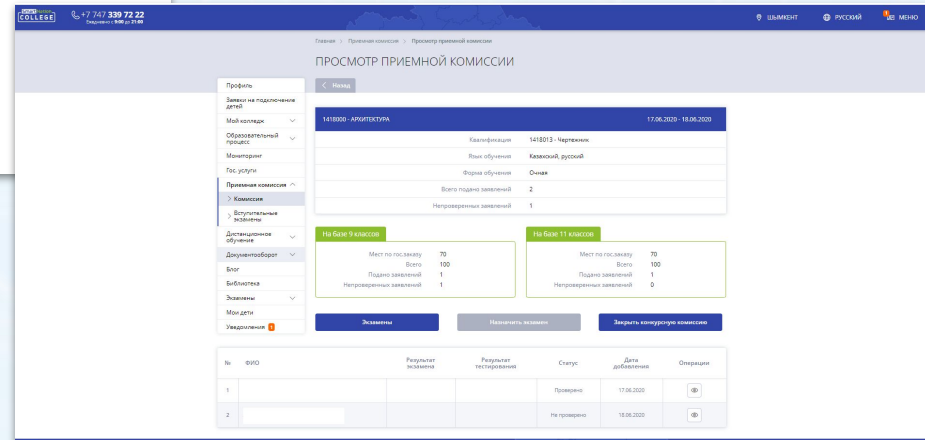 Smart Nation
COLLEGE
+7 747 339 72 22
Ежедневно с 9:00 до 21:00
ШЫМКЕНТ
РУССКИЙ
1
МЕНЮ
Главная > Приемная комиссия > Просмотр приемной комиссии
ПРОСМОТР ПРИЕМНОЙ КОМИССИИ
Назад
Профиль
Заявки на подключение
детей
Мой колледж
Образовательный
процесс
Мониторинг
Гос. услуги
Приемная комиссия
> Комиссия
> Вступительные
экзамены
Дистанционное
обучение
Документооборот
Блог
Библиотека
Экзамены
Мои дети
Уведомления 1
1418000 - АРХИТЕКТУРА 17.06.2020 - 18.06.2020
Квалификация 1418013 - Чертежник
Язык обучения Казахский, русский
Форма обучения Очная
Всего подано заявлений 2
Непроверенных заявлений 1
На базе 9 классов
Мест по гос.заказу 70
Всего 100
Подано заявлений 1
Непроверенных заявлений 1
На базе 11 классов
Мест по гос.заказу 70
Всего 100
Подано заявлений 1
Непроверенных заявлений 0
Экзамены
Назначить экзамен
Закрыть конкурсную комиссию
№ ФИО Результат экзамена Результат тестирования Статус Дата добавления Операции
1 Проверено 17.06.2020
2 Не проверено 18.06.2020